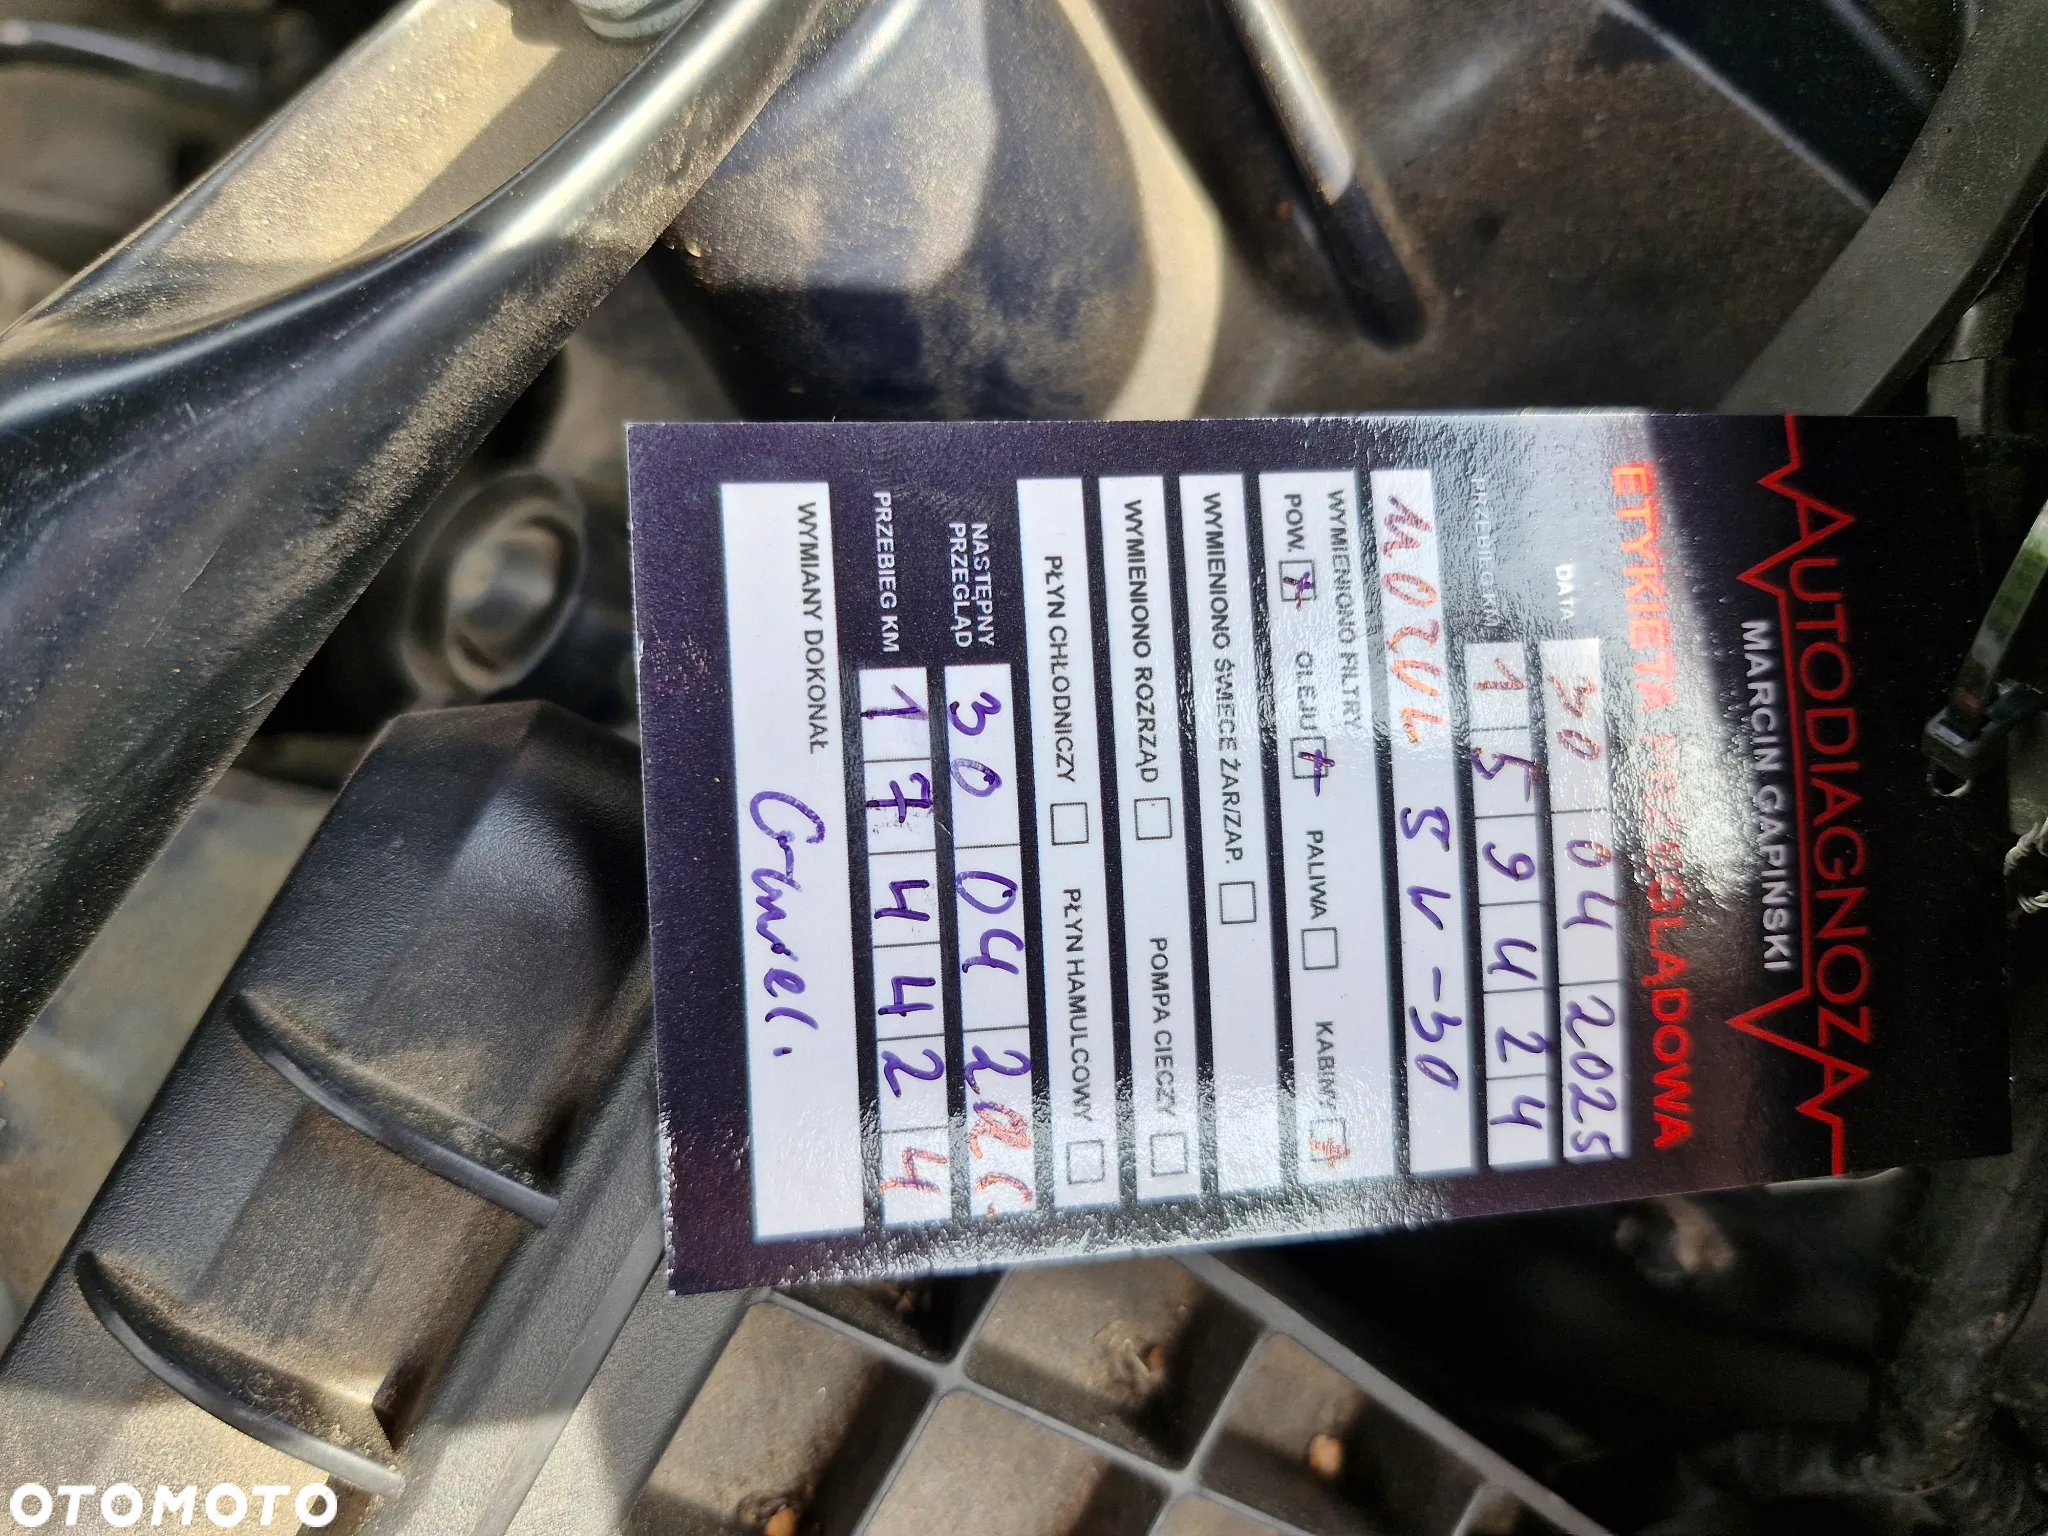 AUTODIAGNOZA
MARCIN GAPIŃSKI
ETYKIETA PRZEGLĄDOWA
DATA 30 04 2025
PRZEBIEG KM 159424
MOTUL 5W-30
WYMIENIONO FILTRY
POW. OLEJU PALIWA KABINY
WYMIENIONO ŚWIECE ŻAR/ZAP.
WYMIENIONO ROZRZĄD POMPA CIECZY
PŁYN CHŁODNICZY PŁYN HAMULCOWY
NASTĘPNY
PRZEGLĄD 30 04
PRZEBIEG KM 174424
WYMIANY DOKONAŁ
OTOMOTO